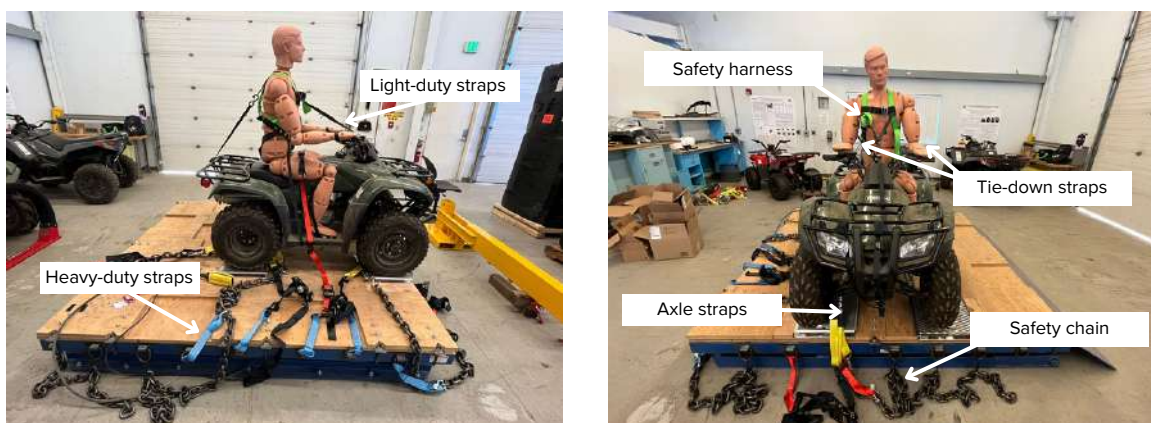 Light-duty straps
Heavy-duty straps
Safety harness
Tie-down straps
Axle straps
Safety chain